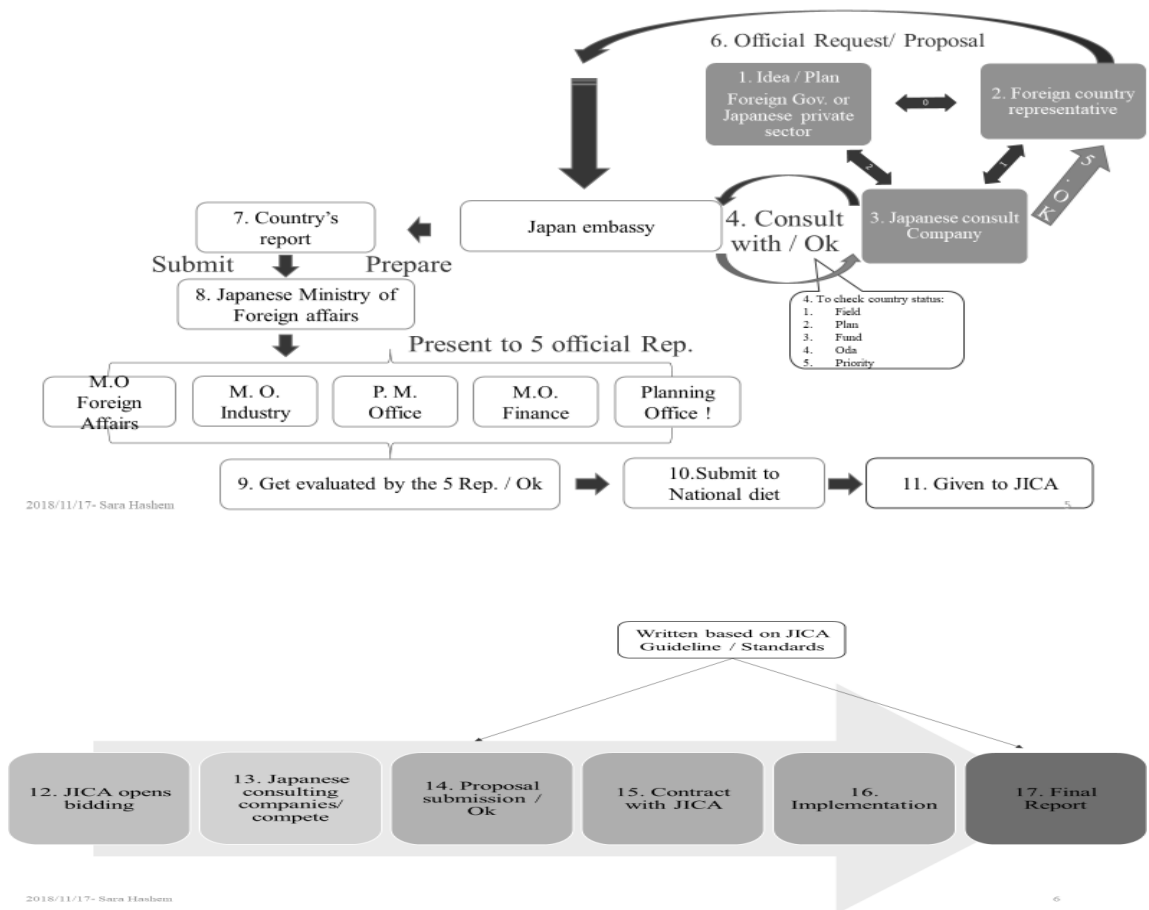 6. Official Request/ Proposal
1. Idea / Plan
Foreign Gov. or
Japanese private
sector
0
2. Foreign country
representative
2
1
5. OK
3. Japanese consult
Company
4. Consult
with / Ok
Japan embassy
4. To check country status:
1. Field
2. Plan
3. Fund
4. Oda
5. Priority
7. Country's
report
Submit
Prepare
8. Japanese Ministry of
Foreign affairs
Present to 5 official Rep.
M.O
Foreign
Affairs
M. O.
Industry
P. M.
Office
M.O.
Finance
Planning
Office !
9. Get evaluated by the 5 Rep. / Ok
10.Submit to
National diet
11. Given to JICA
2018/11/17- Sara Hashem
5
Written based on JICA
Guideline / Standards
12. JICA opens
bidding
13. Japanese
consulting
companies/
compete
14. Proposal
submission /
Ok
15. Contract
with JICA
16.
Implementation
17. Final
Report
2018/11/17- Sara Hashem
6